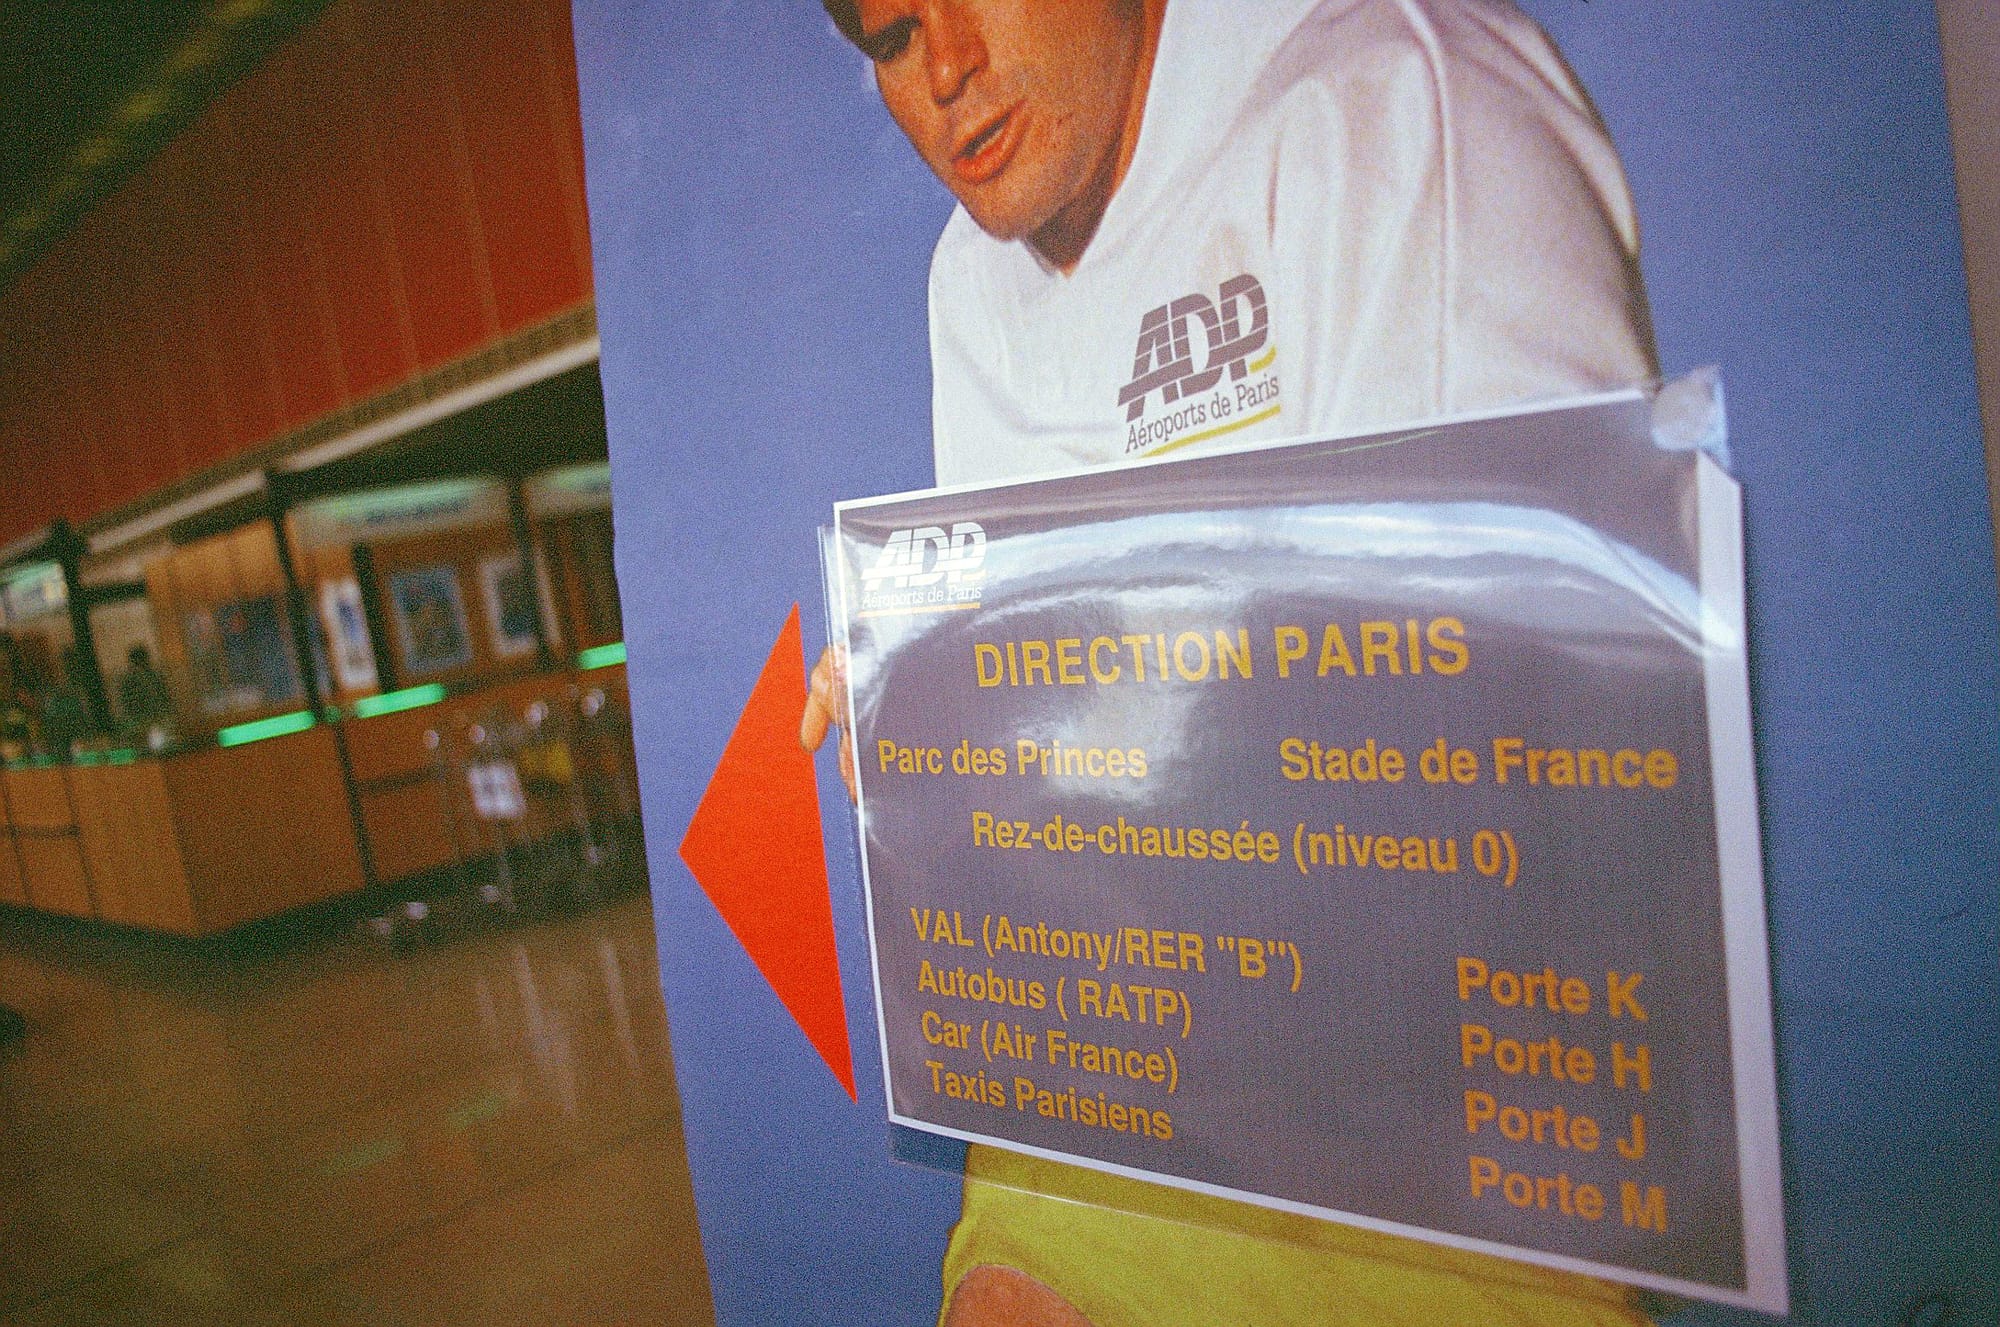 ADP
Aéroports de Paris
ADP
Aéroports de Paris
DIRECTION PARIS
Parc des Princes Stade de France
Rez-de-chaussée (niveau 0)
VAL (Antony/RER "B") Porte K
Autobus ( RATP) Porte H
Car (Air France) Porte J
Taxis Parisiens Porte M